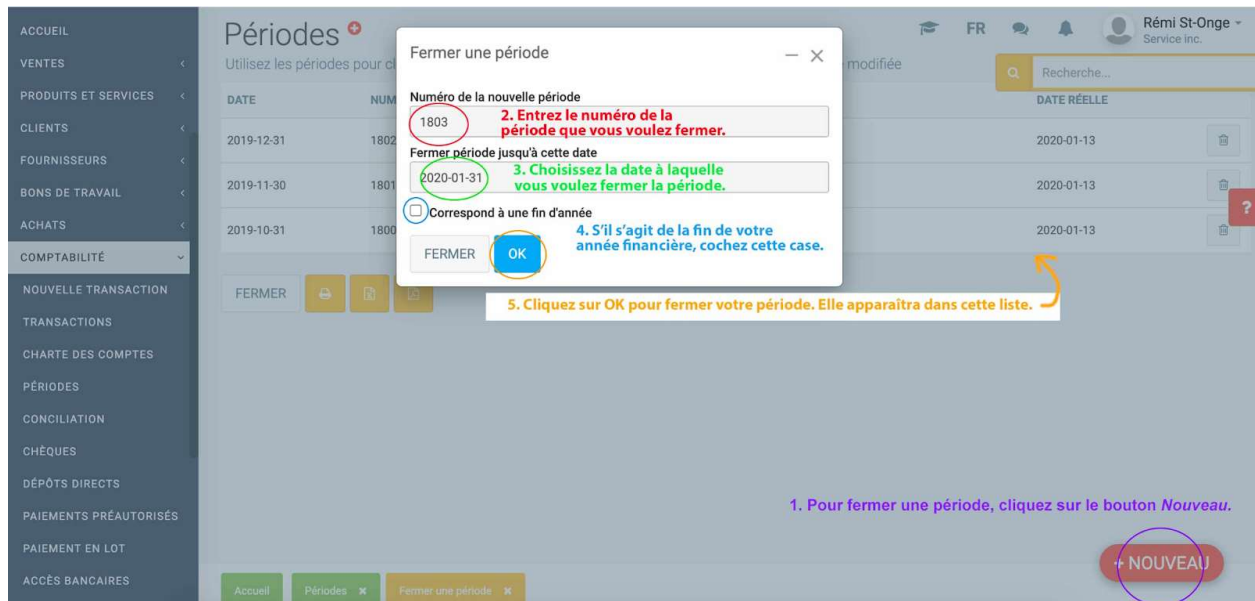 ACCUEIL
VENTES
PRODUITS ET SERVICES
CLIENTS
FOURNISSEURS
BONS DE TRAVAIL
ACHATS
COMPTABILITÉ
NOUVELLE TRANSACTION
TRANSACTIONS
CHARTE DES COMPTES
PÉRIODES
CONCILIATION
CHÈQUES
DÉPÔTS DIRECTS
PAIEMENTS PRÉAUTORISÉS
PAIEMENT EN LOT
ACCÈS BANCAIRES
Périodes
FR
Rémi St-Onge
Service inc.
Utilisez les périodes pour cl
modifiée
Recherche...
DATE NUM DATE RÉELLE
2019-12-31 1802 2020-01-13
2019-11-30 1801 2020-01-13
2019-10-31 1800 2020-01-13
?
FERMER
Fermer une période
Numéro de la nouvelle période
1803
2. Entrez le numéro de la
période que vous voulez fermer.
Fermer période jusqu'à cette date
2020-01-31
3. Choisissez la date à laquelle
vous voulez fermer la période.
Correspond à une fin d'année
4. S'il s'agit de la fin de votre
année financière, cochez cette case.
FERMER OK
5. Cliquez sur OK pour fermer votre période. Elle apparaîtra dans cette liste.
1. Pour fermer une période, cliquez sur le bouton Nouveau.
+ NOUVEAU
Accueil Périodes × Fermer une période ×